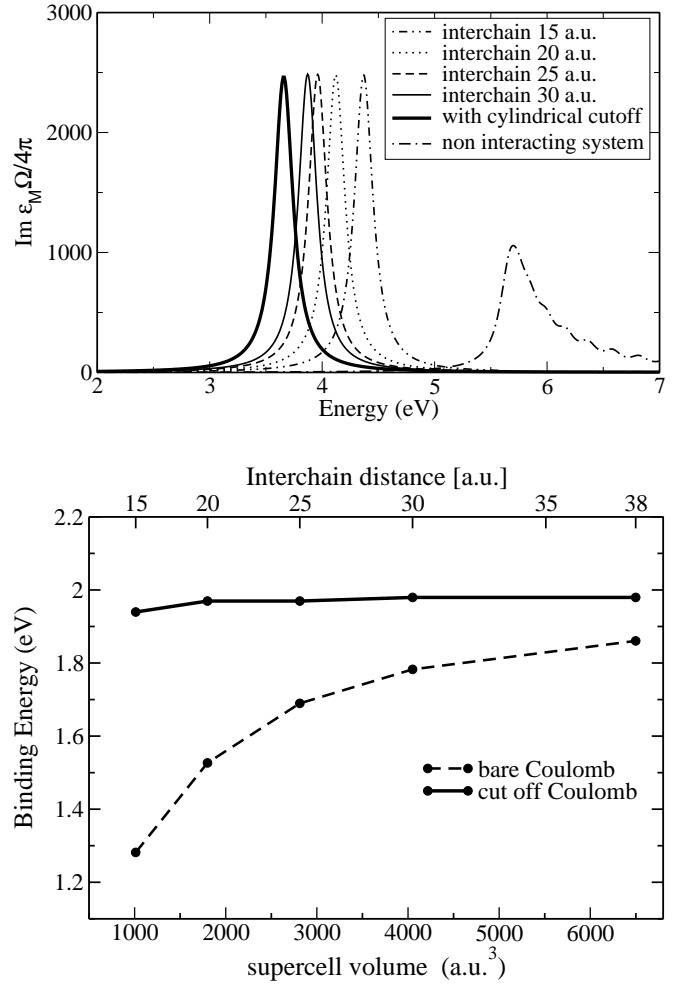 3000
2000
1000
0
Im ε_M Ω/4π
interchain 15 a.u.
interchain 20 a.u.
interchain 25 a.u.
interchain 30 a.u.
with cylindrical cutoff
non interacting system
2 3 4 5 6 7
Energy (eV)
Interchain distance [a.u.]
15 20 25 30 35 38
2.2
2
1.8
1.6
1.4
1.2
Binding Energy (eV)
bare Coulomb
cut off Coulomb
1000 2000 3000 4000 5000 6000
supercell volume (a.u.³)